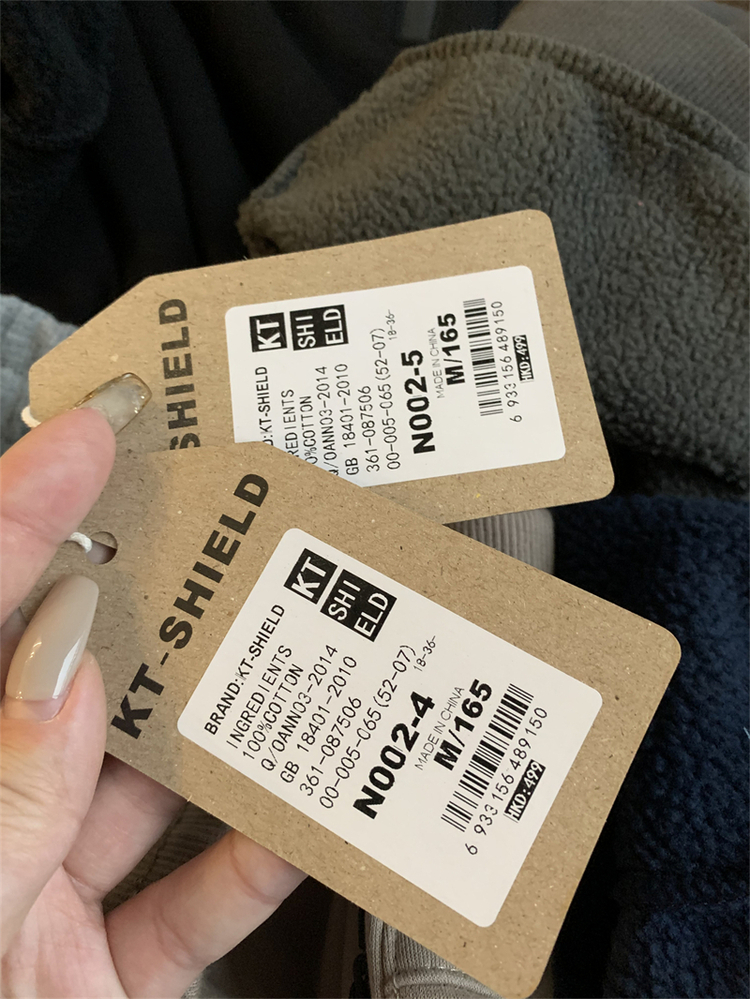 SHIELD
KT
SHI
ELD
D:KT-SHIELD
REDIENTS
0%COTTON
Q/OANN03-2014
GB 18401-2010
361-087506
00-005-065(52-07)
18-36-
N002-5
MADE IN CHINA
M/165
6 933156 489150
HKD:499
KT-SHIELD
KT
SHI
ELD
BRAND:KT-SHIELD
INGREDIENTS
100%COTTON
Q/OANN03-2014
GB 18401-2010
361-087506
00-005-065(52-07)
18-36-
N002-4
MADE IN CHINA
M/165
6 933156 489150
HKD:499